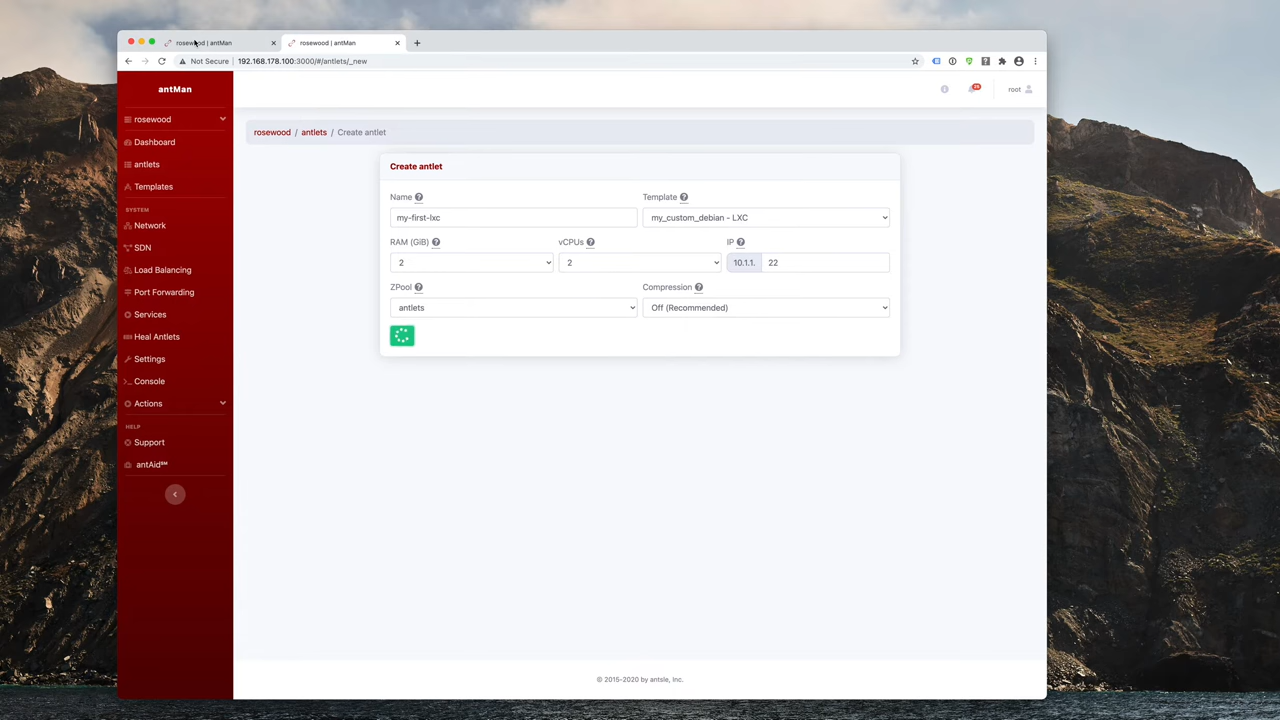 rosewood | antMan
rosewood | antMan
Not Secure
192.168.178.100:3000/#/antlets/_new
antMan
rosewood
Dashboard
antlets
Templates
SYSTEM
Network
SDN
Load Balancing
Port Forwarding
Services
Heal Antlets
Settings
Console
Actions
HELP
Support
antAid℠
root
rosewood / antlets / Create antlet
Create antlet
Name
my-first-lxc
Template
my_custom_debian - LXC
RAM (GiB)
2
vCPUs
2
IP
10.1.1. 22
ZPool
antlets
Compression
Off (Recommended)
© 2015-2020 by antsle, Inc.